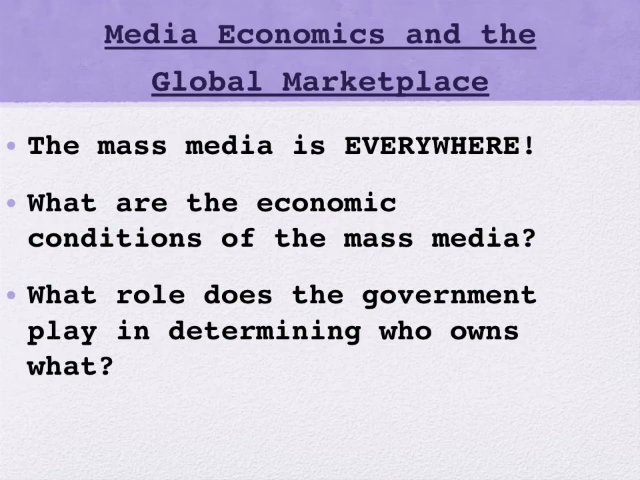 Media Economics and the
Global Marketplace
• The mass media is EVERYWHERE!
• What are the economic
conditions of the mass media?
• What role does the government
play in determining who owns
what?